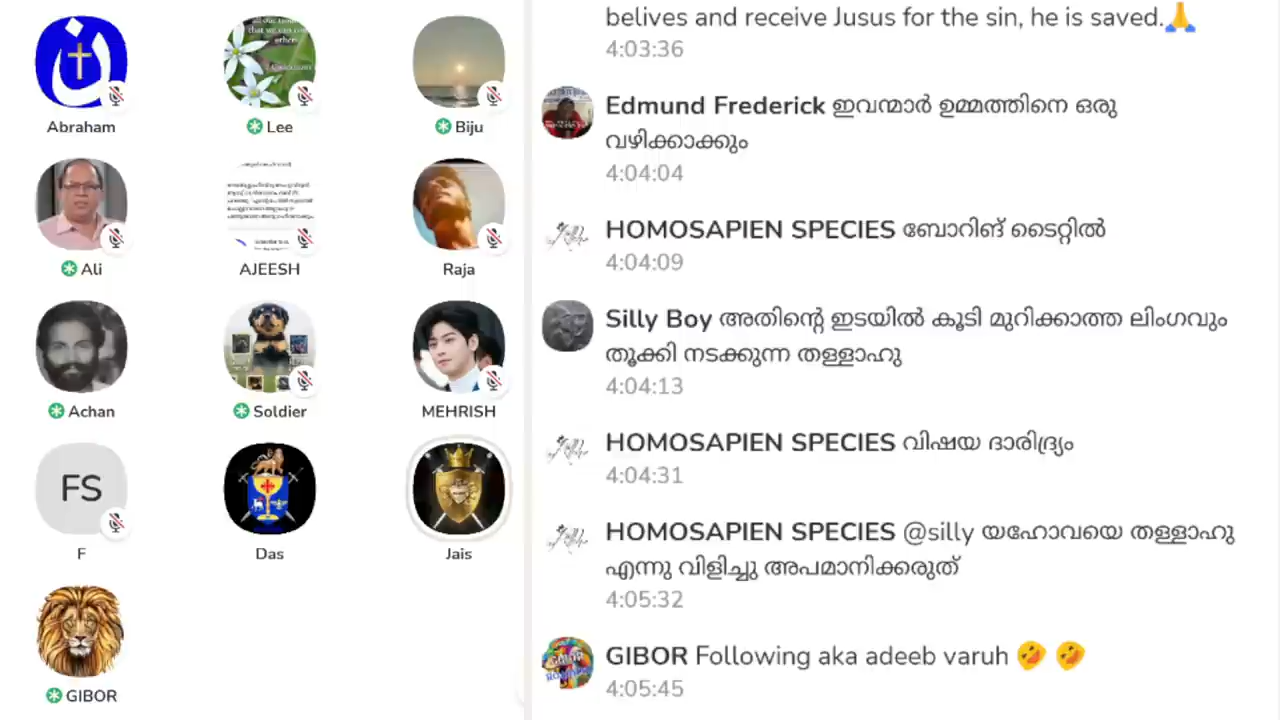 Abraham
Lee
Biju
Ali
AJEESH
Raja
Achan
Soldier
MEHRISH
FS
F
Das
Jais
GIBOR
belives and receive Jusus for the sin, he is saved.🙏
4:03:36
Edmund Frederick ഇവന്മാർ ഉമ്മത്തിനെ ഒരു
വഴിക്കാക്കും
4:04:04
HOMOSAPIEN SPECIES ബോറിങ് ടൈറ്റിൽ
4:04:09
Silly Boy അതിന്റെ ഇടയിൽ കൂടി മുറിക്കാത്ത ലിംഗവും
തൂക്കി നടക്കുന്ന തള്ളാഹു
4:04:13
HOMOSAPIEN SPECIES വിഷയ ദാരിദ്ര്യം
4:04:31
HOMOSAPIEN SPECIES @silly യഹോവയെ തള്ളാഹു
എന്നു വിളിച്ചു അപമാനിക്കരുത്
4:05:32
GIBOR Following aka adeeb varuh 🤣 🤣
4:05:45